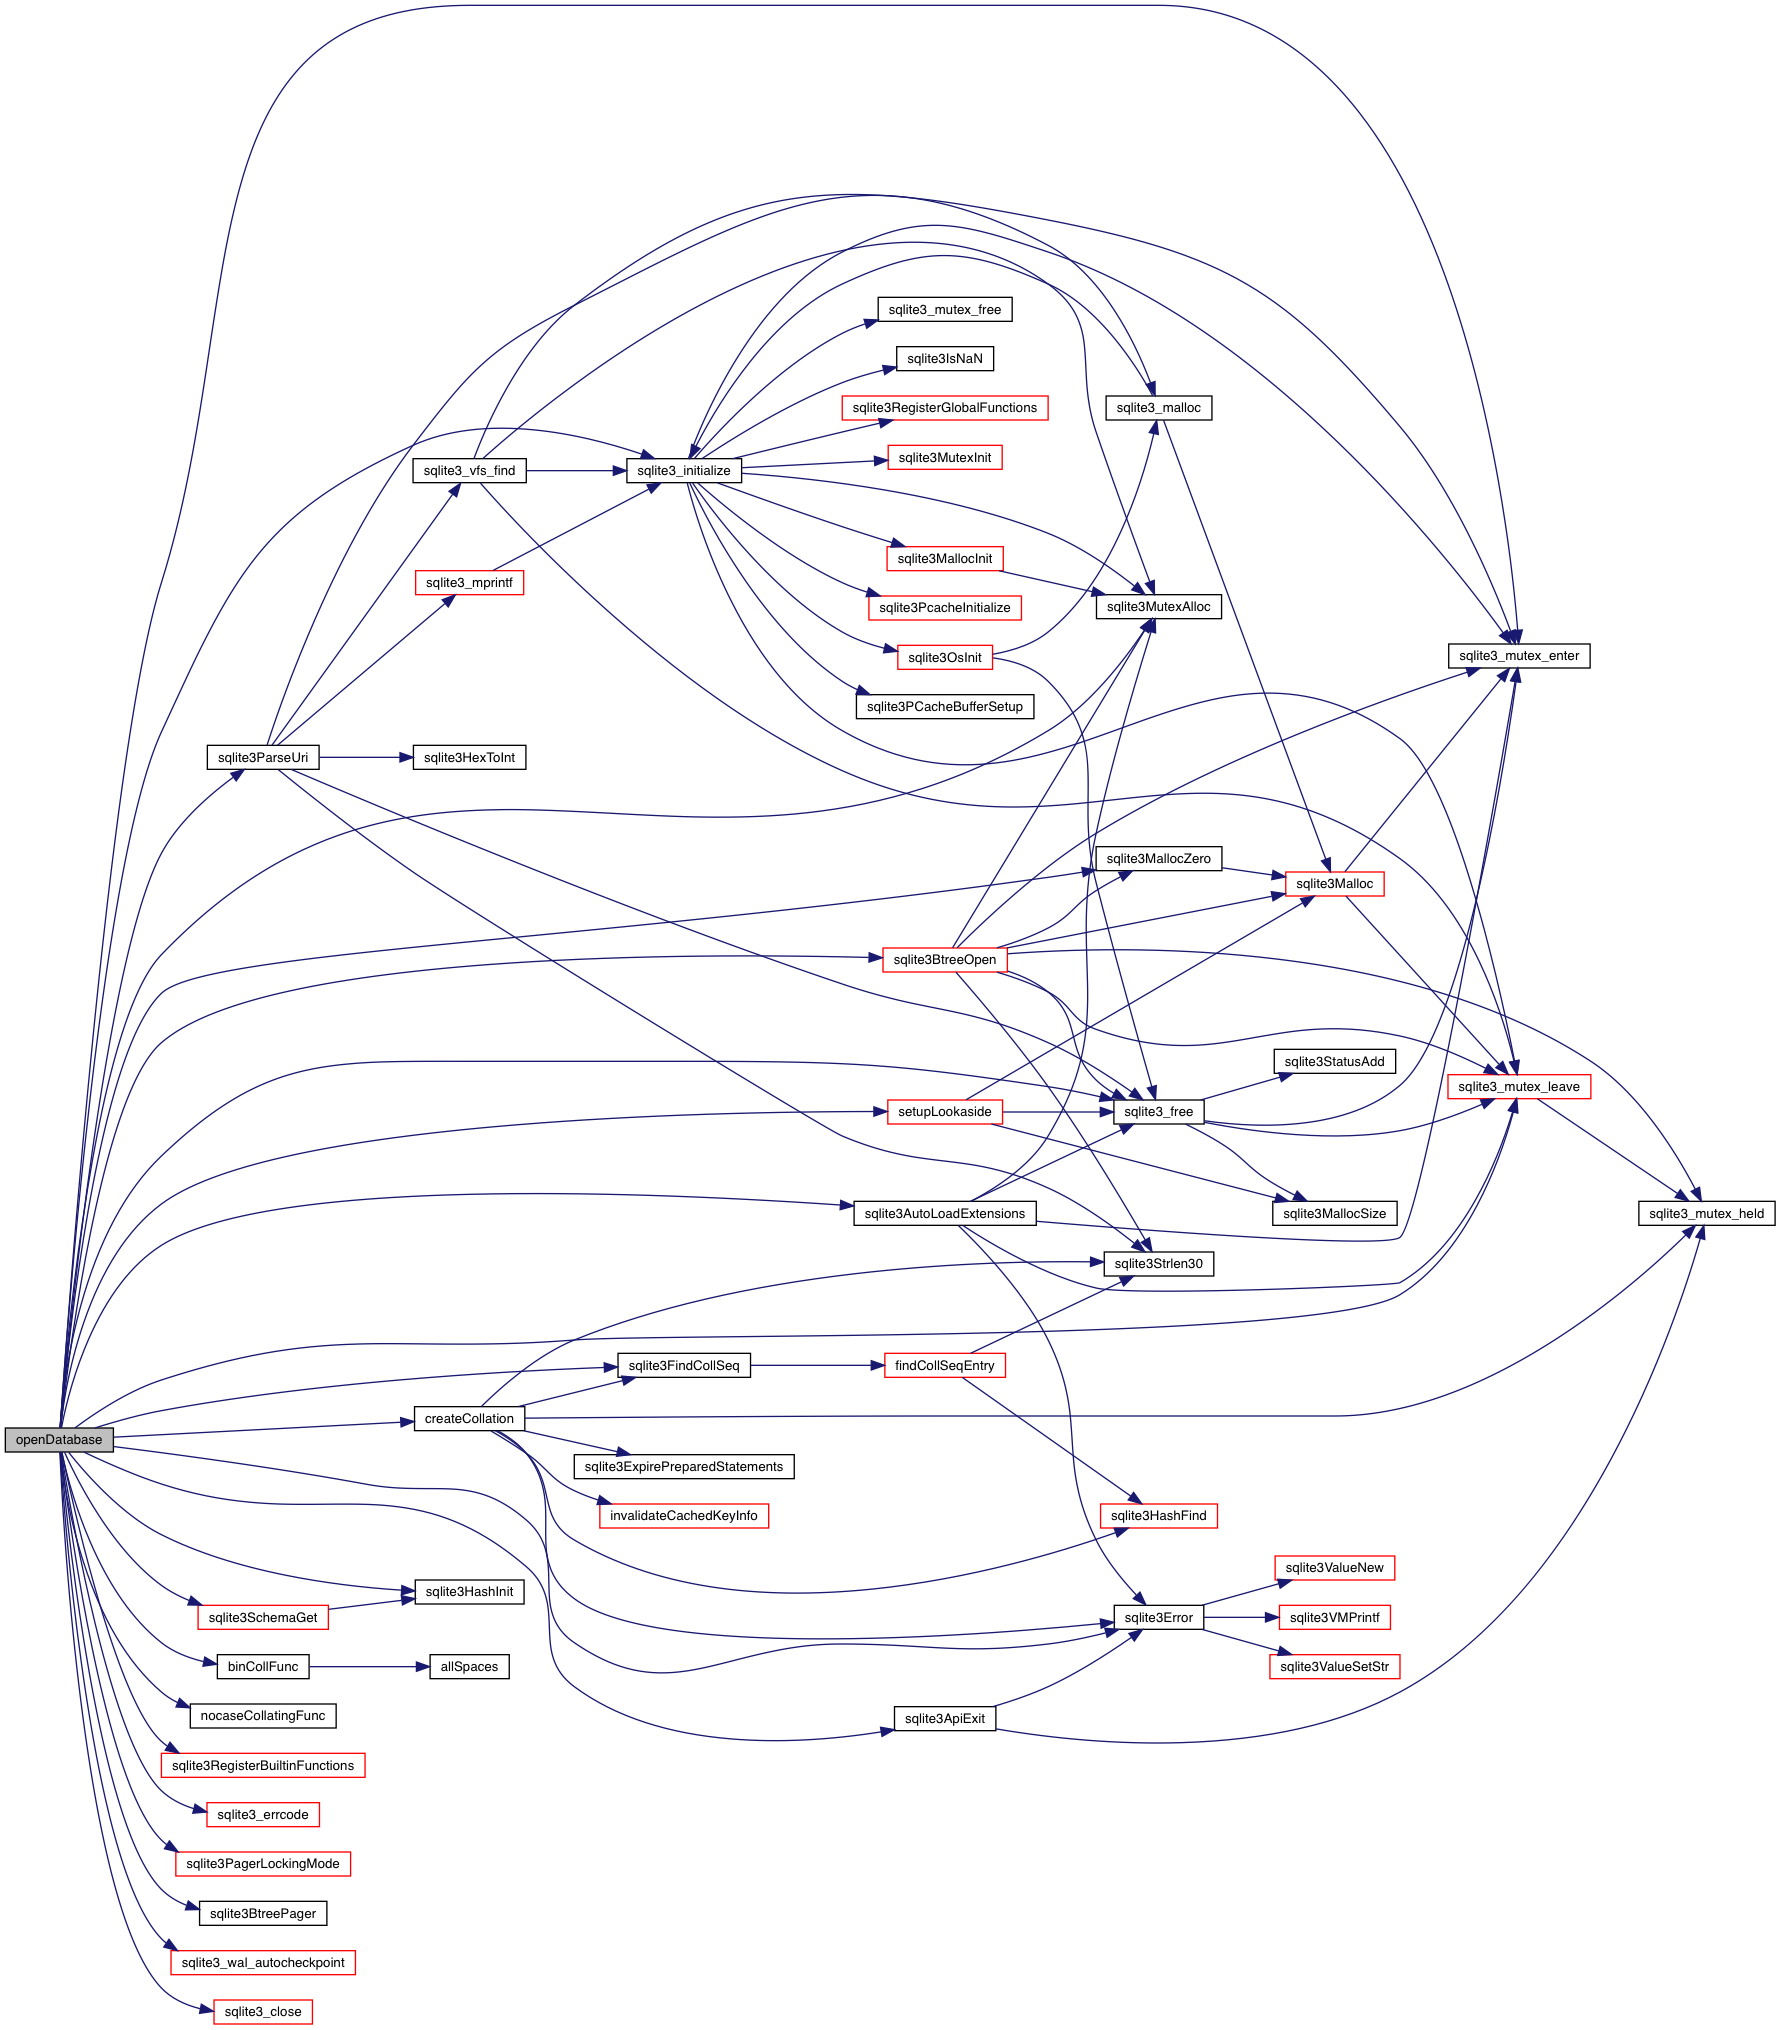 sqlite3_mutex_free
sqlite3IsNaN
sqlite3RegisterGlobalFunctions
sqlite3_malloc
sqlite3MutexInit
sqlite3_vfs_find
sqlite3_initialize
sqlite3MallocInit
sqlite3_mprintf
sqlite3PcacheInitialize
sqlite3MutexAlloc
sqlite3OsInit
sqlite3_mutex_enter
sqlite3PCacheBufferSetup
sqlite3ParseUri
sqlite3HexToInt
sqlite3MallocZero
sqlite3Malloc
sqlite3BtreeOpen
sqlite3StatusAdd
sqlite3_mutex_leave
setupLookaside
sqlite3_free
sqlite3AutoLoadExtensions
sqlite3MallocSize
sqlite3_mutex_held
sqlite3Strlen30
sqlite3FindCollSeq
findCollSeqEntry
createCollation
openDatabase
sqlite3ExpirePreparedStatements
invalidateCachedKeyInfo
sqlite3HashFind
sqlite3ValueNew
sqlite3HashInit
sqlite3SchemaGet
sqlite3Error
sqlite3VMPrintf
binCollFunc
allSpaces
sqlite3ValueSetStr
nocaseCollatingFunc
sqlite3ApiExit
sqlite3RegisterBuiltinFunctions
sqlite3_errcode
sqlite3PagerLockingMode
sqlite3BtreePager
sqlite3_wal_autocheckpoint
sqlite3_close